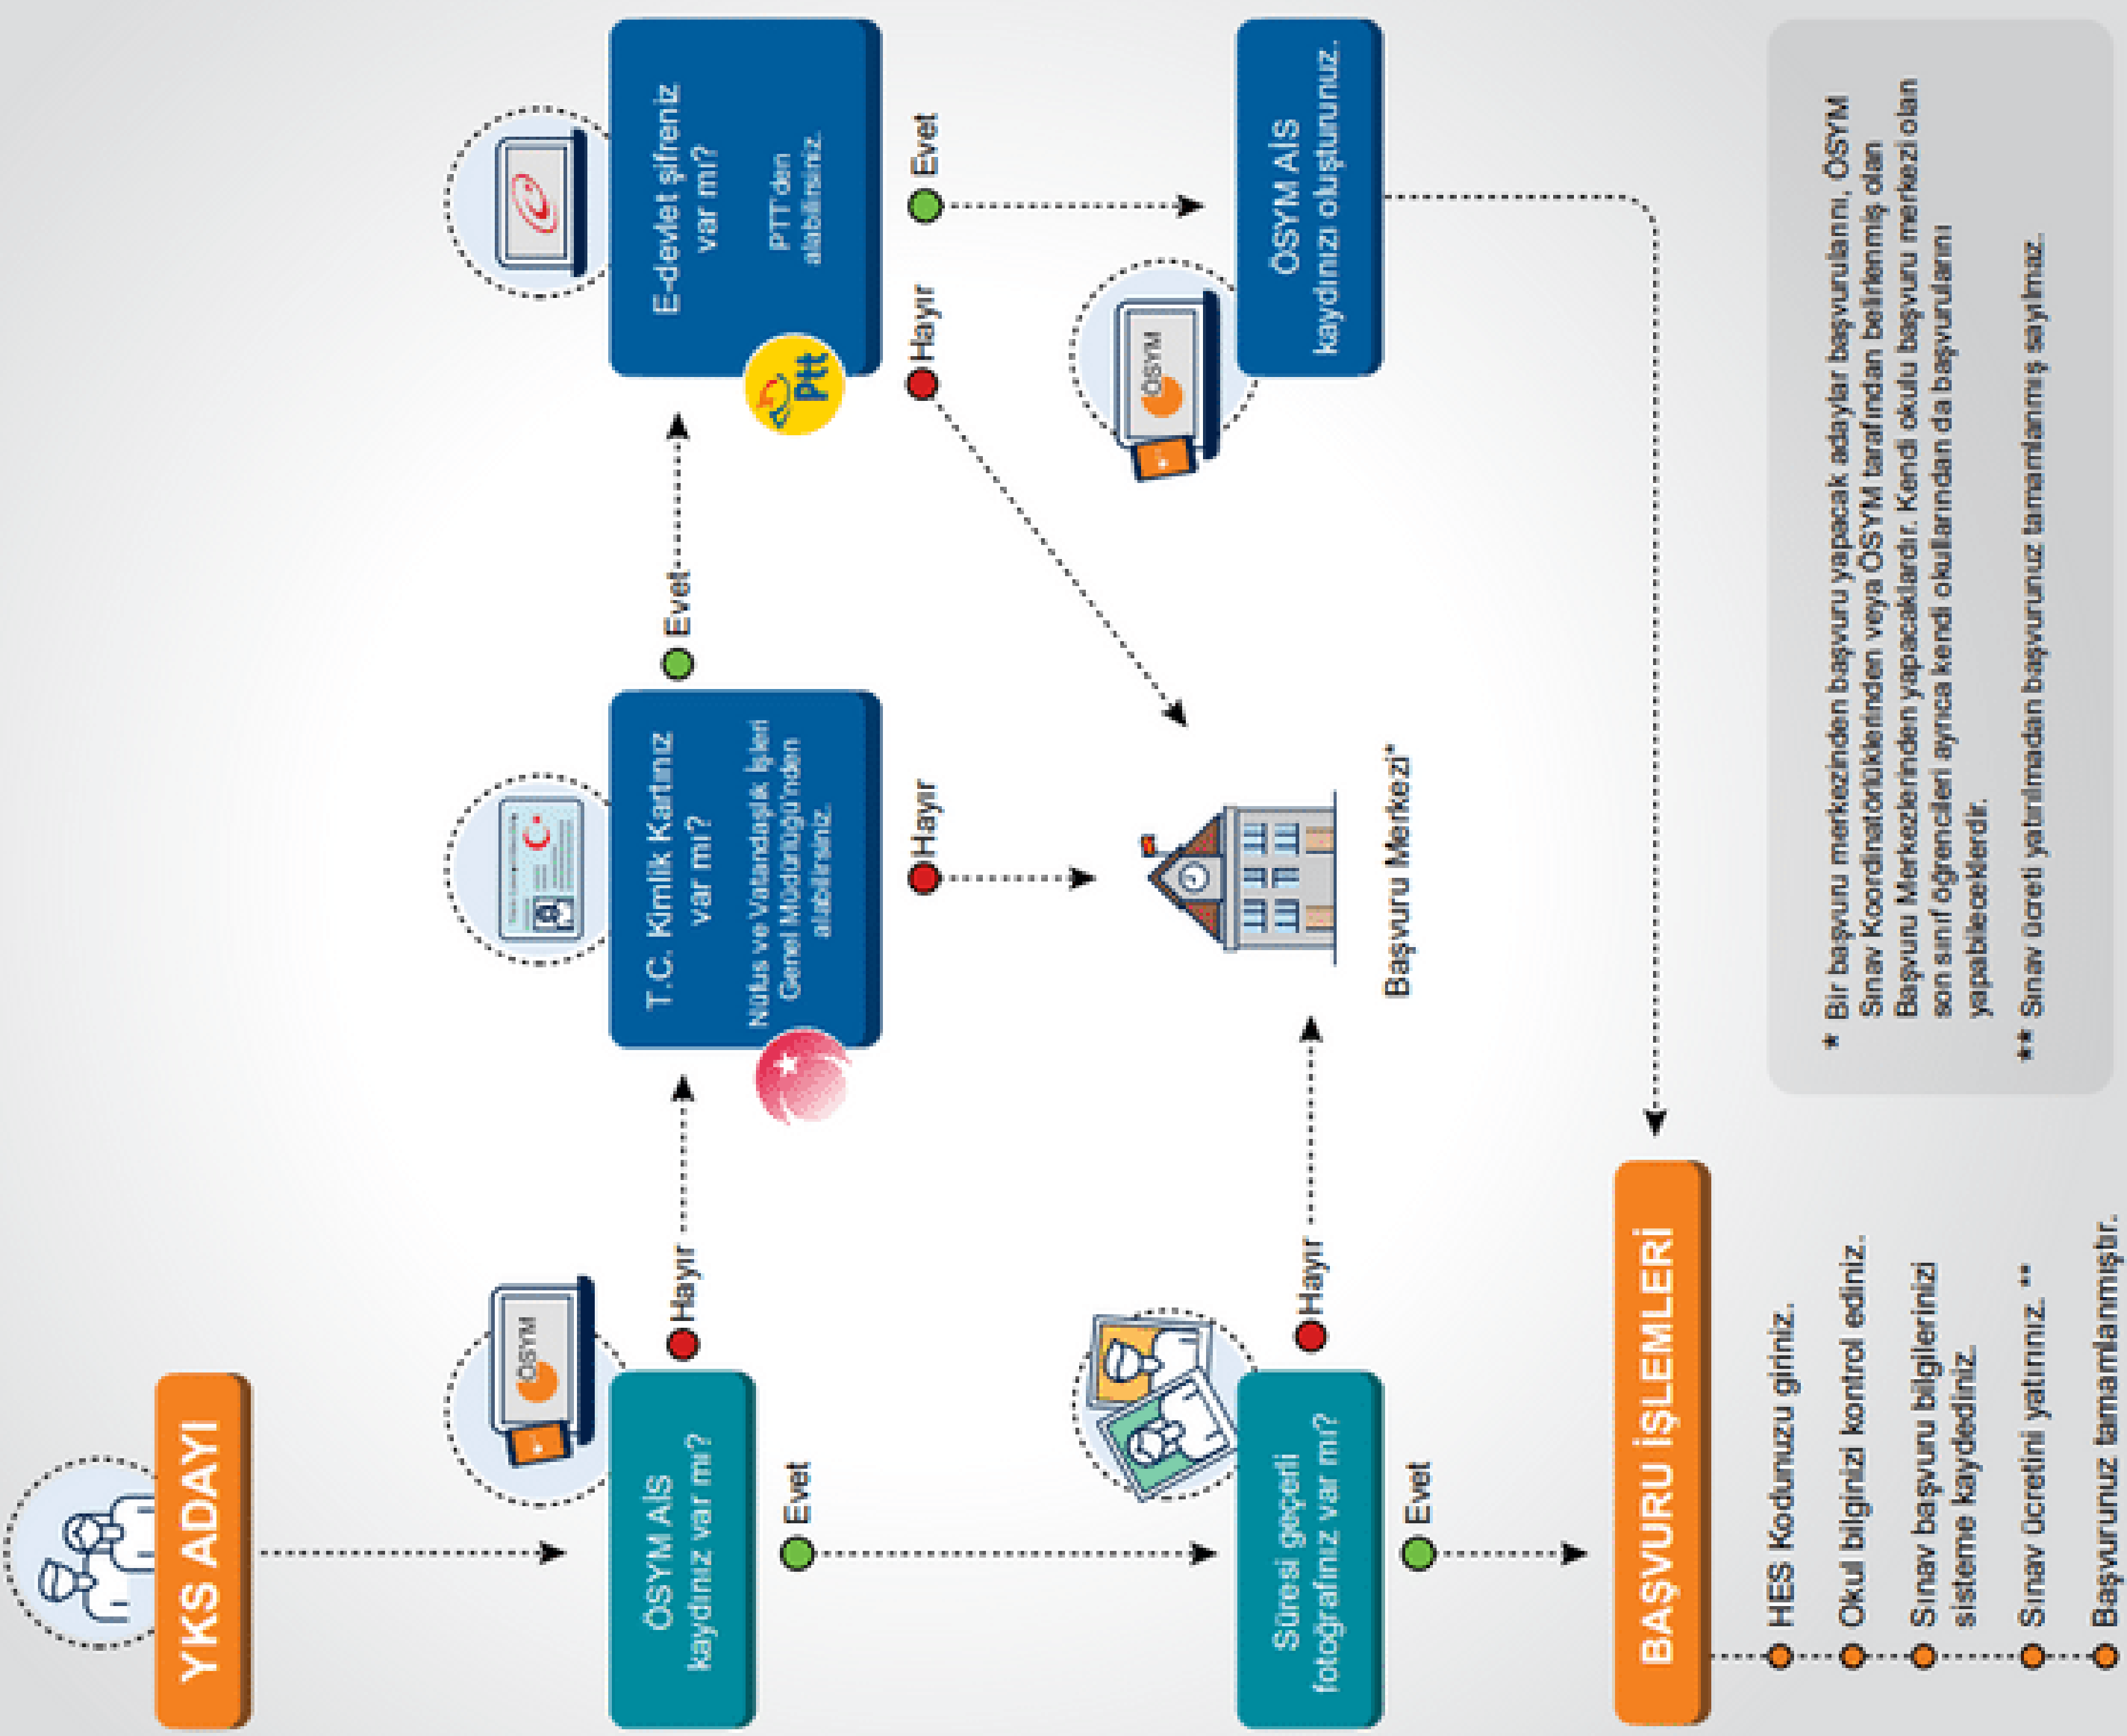 YKS ADAYI
ÖSYM
ÖSYM AİS
kaydınız var mı?
Hayır
Evet
T.C. Kimlik Kartınız
var mı?
Nüfus ve Vatandaşlık İşleri
Genel Müdürlüğü'nden
alabilirsiniz.
Evet
Hayır
E-devlet şifreniz
var mı?
PTT'den
alabilirsiniz.
Ptt
Hayır
Evet
ÖSYM
ÖSYM AİS
kaydınızı oluşturunuz.
Süresi geçerli
fotoğrafınız var mı?
Hayır
Evet
Başvuru Merkezi*
BAŞVURU İŞLEMLERİ
HES Kodunuzu giriniz.
Okul bilginizi kontrol ediniz.
Sınav başvuru bilgilerinizi
sisteme kaydediniz.
Sınav ücretini yatırınız. **
Başvurunuz tamamlanmıştır.
* Bir başvuru merkezinden başvuru yapacak adaylar başvurularını, ÖSYM
Sınav Koordinatörlüklerinden veya ÖSYM tarafından belirlenmiş olan
Başvuru Merkezlerinden yapacaklardır. Kendi okulu başvuru merkezi olan
son sınıf öğrencileri ayrıca kendi okullarından da başvurularını
yapabileceklerdir.
** Sınav ücreti yatırılmadan başvurunuz tamamlanmış sayılmaz.